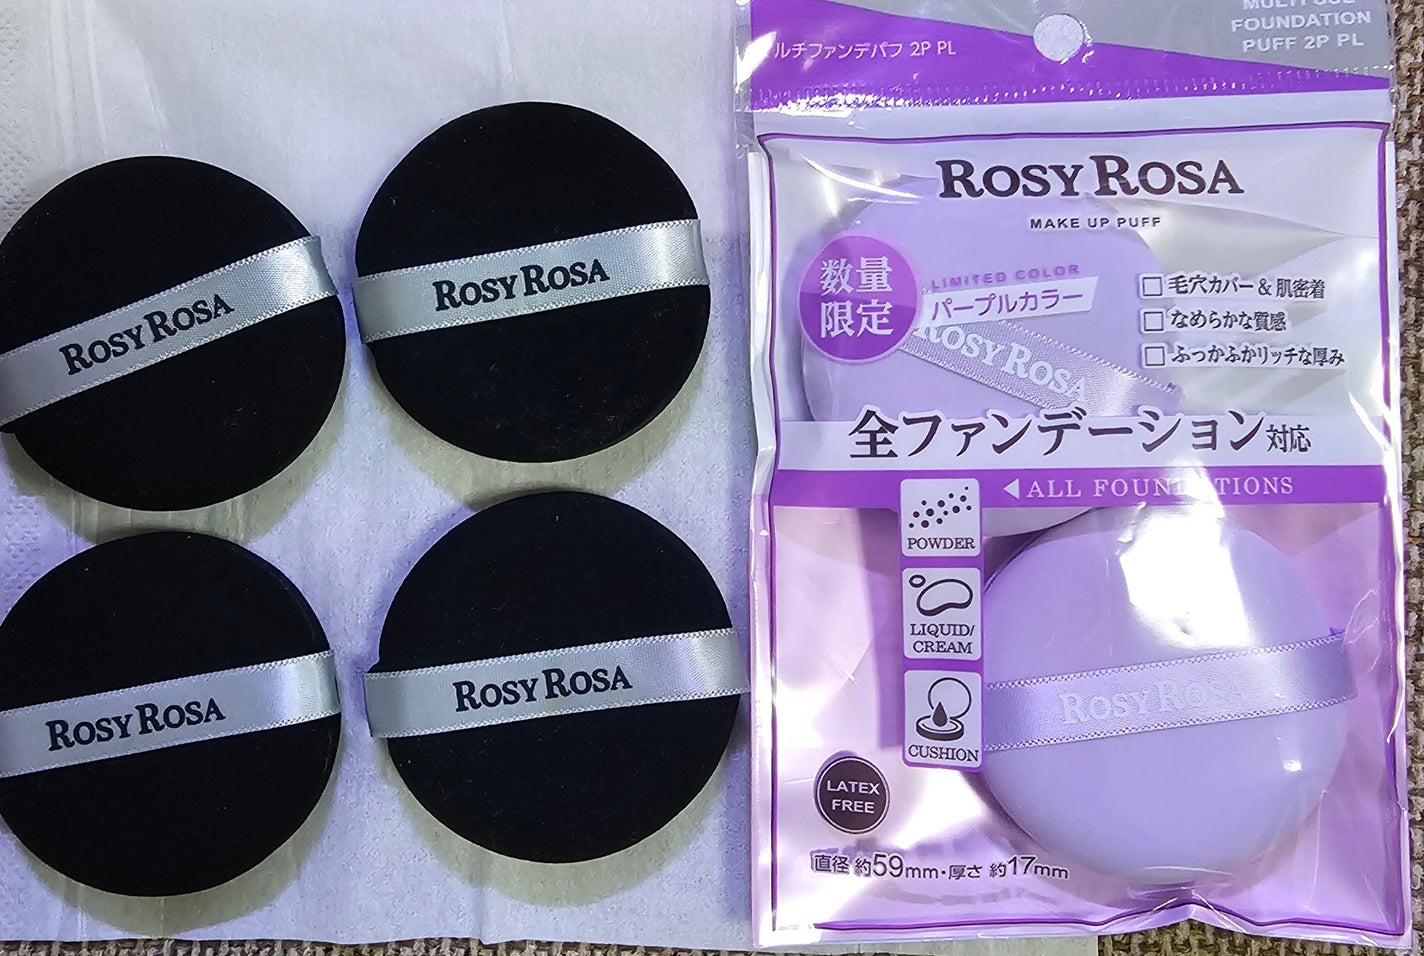 ROSY ROSA
ROSY ROSA
ROSY ROSA
ROSY ROSA
ルチファンデパフ 2P PL
MULTI USE
FOUNDATION
PUFF 2P PL
ROSY ROSA
MAKE UP PUFF
数量
限定
LIMITED COLOR
パープルカラー
□毛穴カバー&肌密着
□なめらかな質感
□ふっかふかリッチな厚み
ROSY ROSA
全ファンデーション対応
◀ALL FOUNDATIONS
POWDER
LIQUID/
CREAM
CUSHION
ROSY ROSA
LATEX
FREE
直径 約59mm・厚さ 約17mm